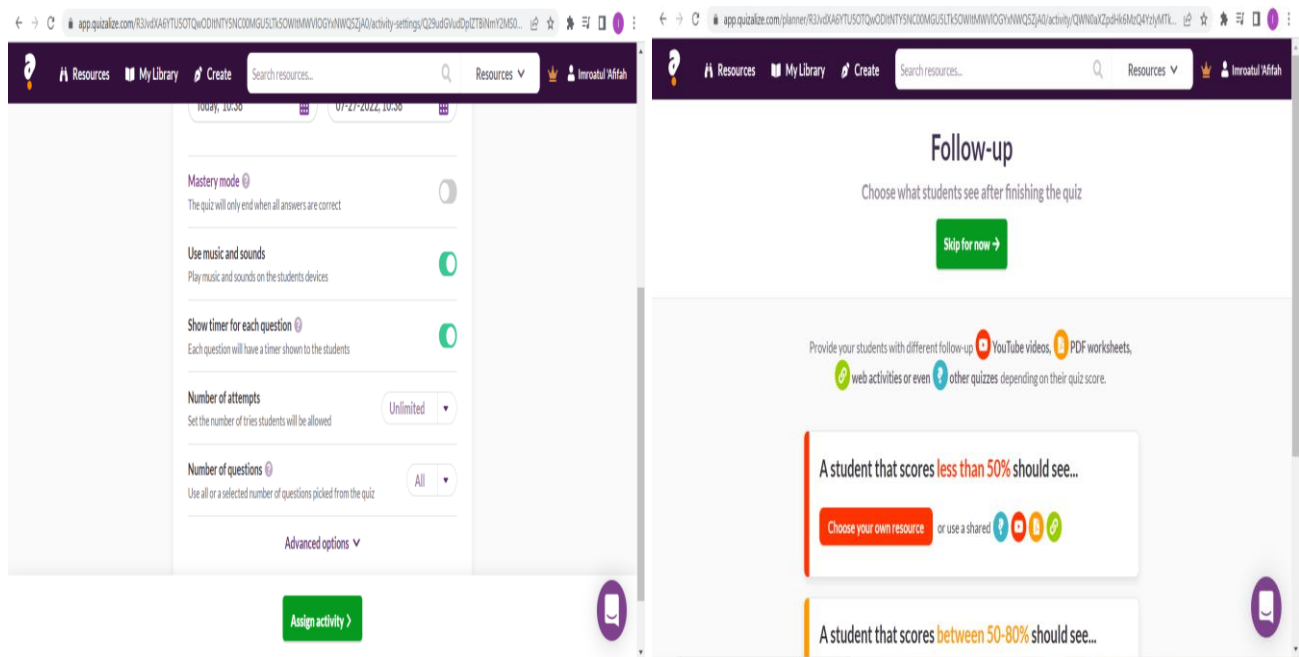 Resources My Library Create Search resources... Resources Imroatul 'Afifah
Today, 10:38 07-27-2022, 10:38
Mastery mode
The quiz will only end when all answers are correct
Use music and sounds
Play music and sounds on the students devices
Show timer for each question
Each question will have a timer shown to the students
Number of attempts
Set the number of tries students will be allowed
Unlimited
Number of questions
Use all or a selected number of questions picked from the quiz
All
Advanced options
Assign activity >
Resources My Library Create Search resources... Resources Imroatul 'Afifah
Follow-up
Choose what students see after finishing the quiz
Skip for now →
Provide your students with different follow-up YouTube videos, PDF worksheets,
web activities or even other quizzes depending on their quiz score.
A student that scores less than 50% should see...
Choose your own resource or use a shared
A student that scores between 50-80% should see...